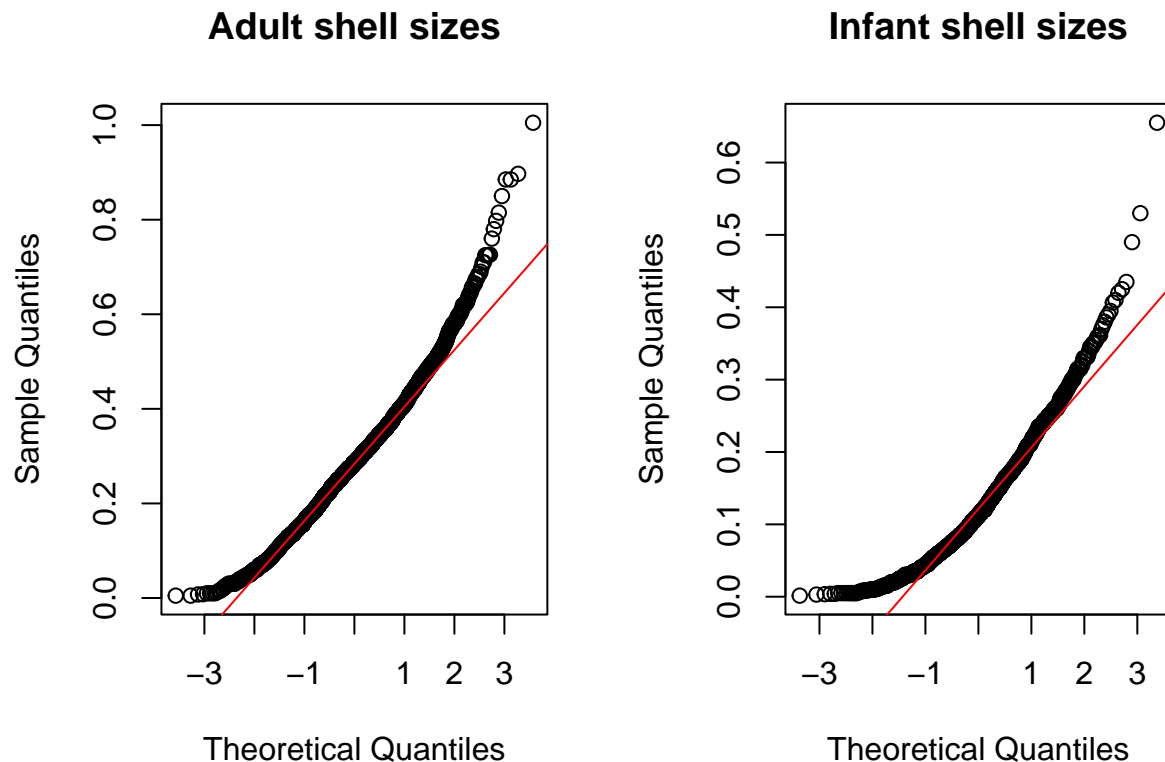 Adult shell sizes
Sample Quantiles
0.0 0.2 0.4 0.6 0.8 1.0
−3 −1 1 2 3
Theoretical Quantiles
Infant shell sizes
Sample Quantiles
0.0 0.1 0.2 0.3 0.4 0.5 0.6
−3 −1 1 2 3
Theoretical Quantiles